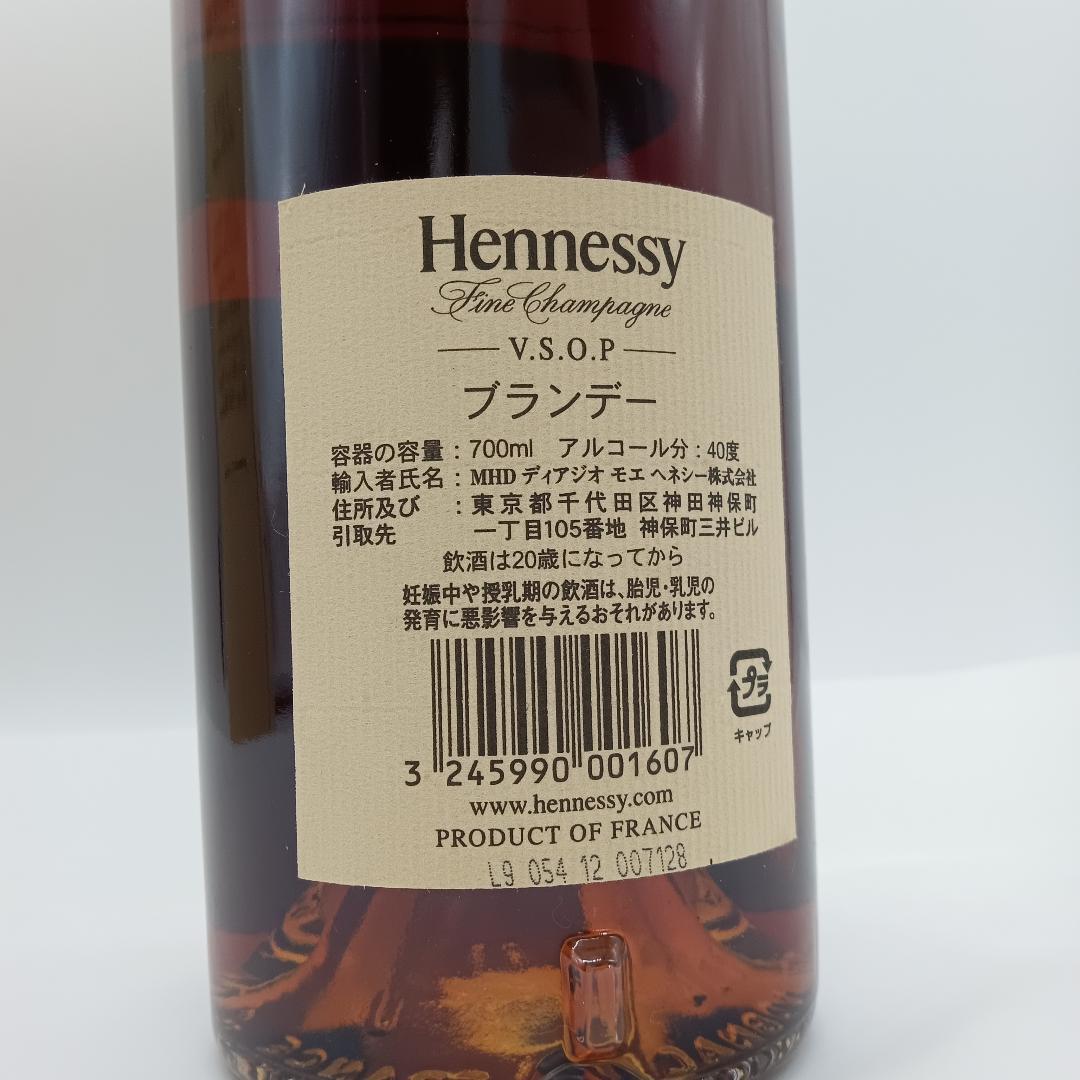 Hennessy
Fine Champagne
V.S.O.P
ブランデー
容器の容量：700ml アルコール分：40度
輸入者氏名：MHD ディアジオ モエ ヘネシー株式会社
住所及び ：東京都千代田区神田神保町
引取先 一丁目105番地 神保町三井ビル
飲酒は20歳になってから
妊娠中や授乳期の飲酒は、胎児・乳児の
発育に悪影響を与えるおそれがあります。
プラ
キャップ
3 245990 001607
www.hennessy.com
PRODUCT OF FRANCE
L9 054 12 007128